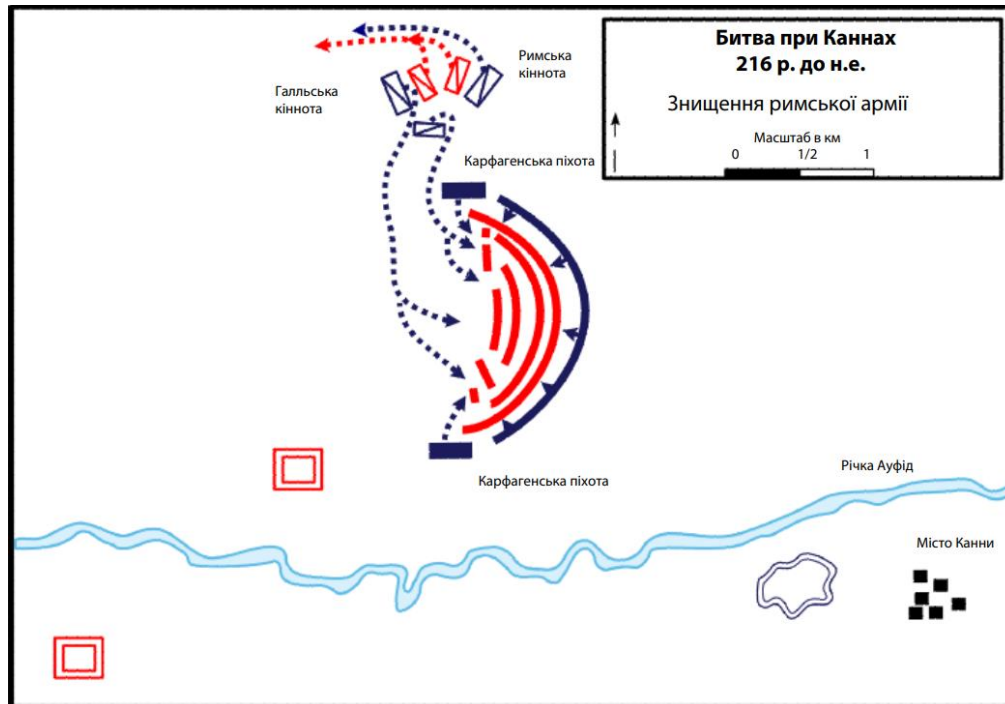 Битва при Каннах
216 р. до н.е.
Знищення римської армії
Масштаб в км
0 1/2 1
Римська
кіннота
Галльська
кіннота
Карфагенська піхота
Карфагенська піхота
Річка Ауфід
Місто Канни